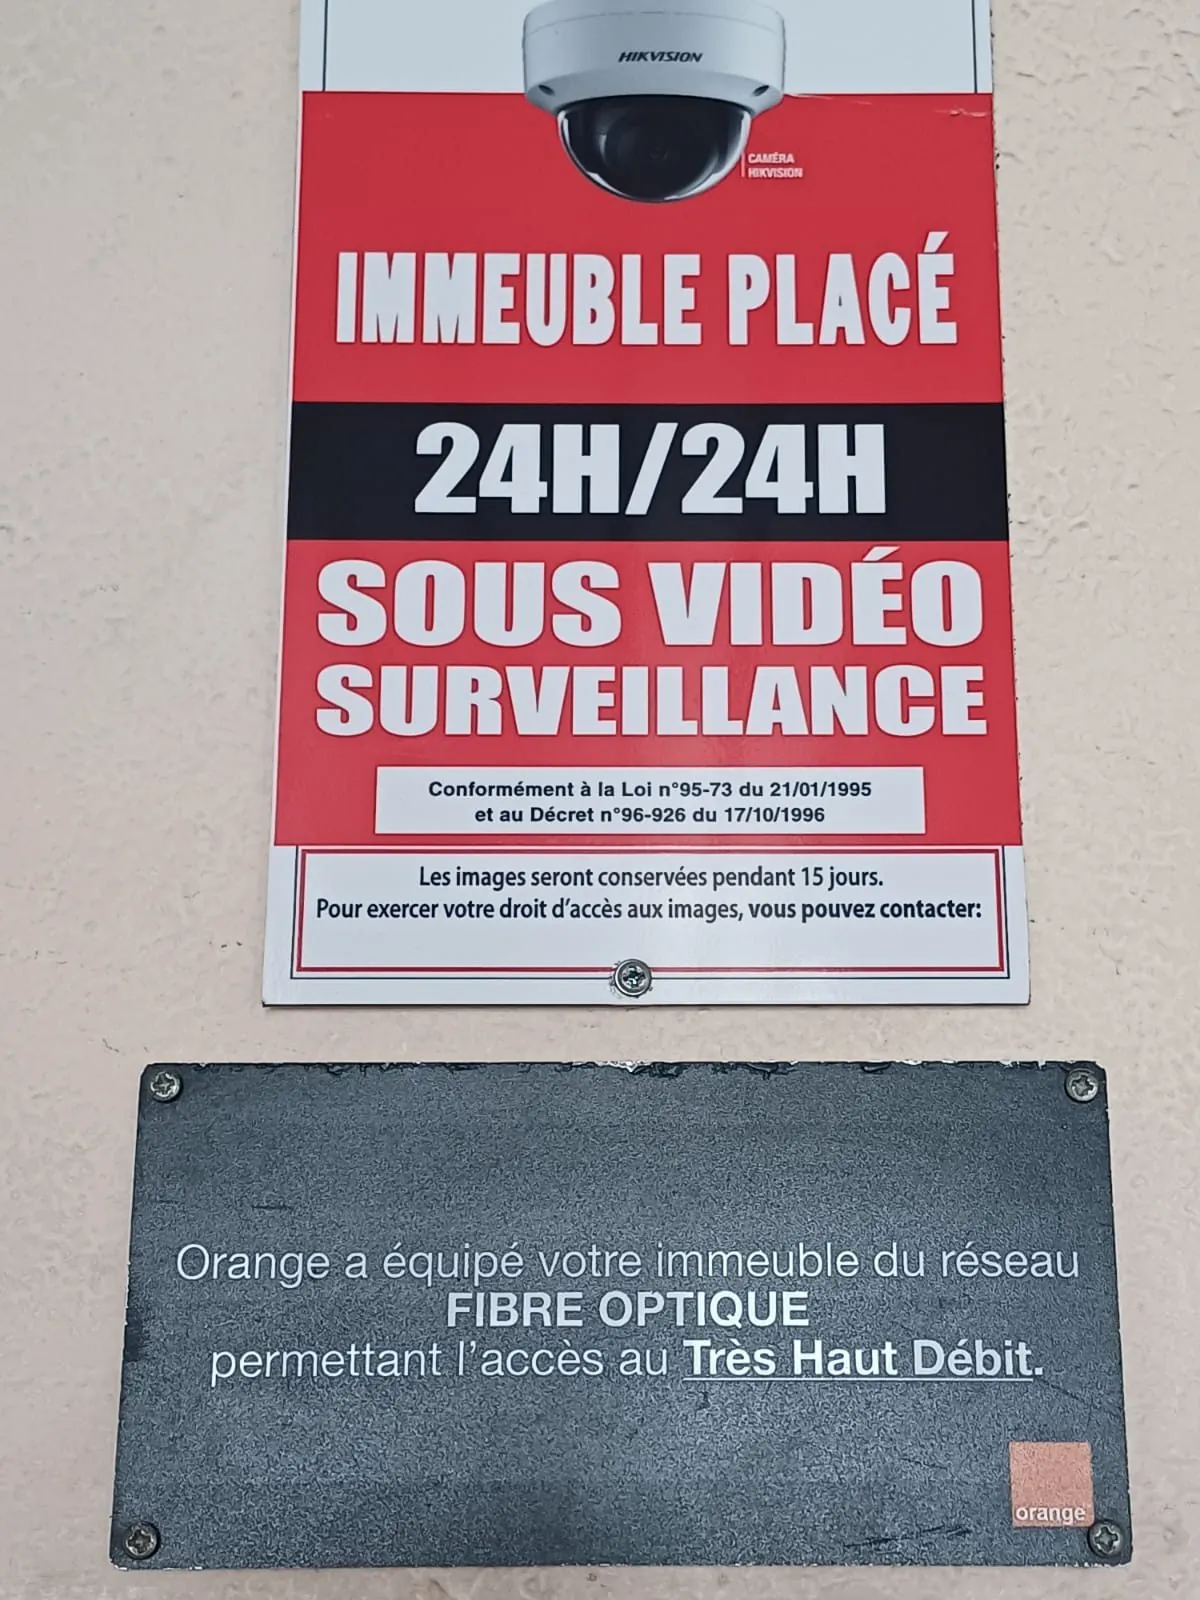 HIKVISION
CAMÉRA
HIKVISION
IMMEUBLE PLACÉ
24H/24H
SOUS VIDÉO
SURVEILLANCE
Conformément à la Loi n°95-73 du 21/01/1995
et au Décret n°96-926 du 17/10/1996
Les images seront conservées pendant 15 jours.
Pour exercer votre droit d'accès aux images, vous pouvez contacter:
Orange a équipé votre immeuble du réseau
FIBRE OPTIQUE
permettant l'accès au Très Haut Débit.
orange